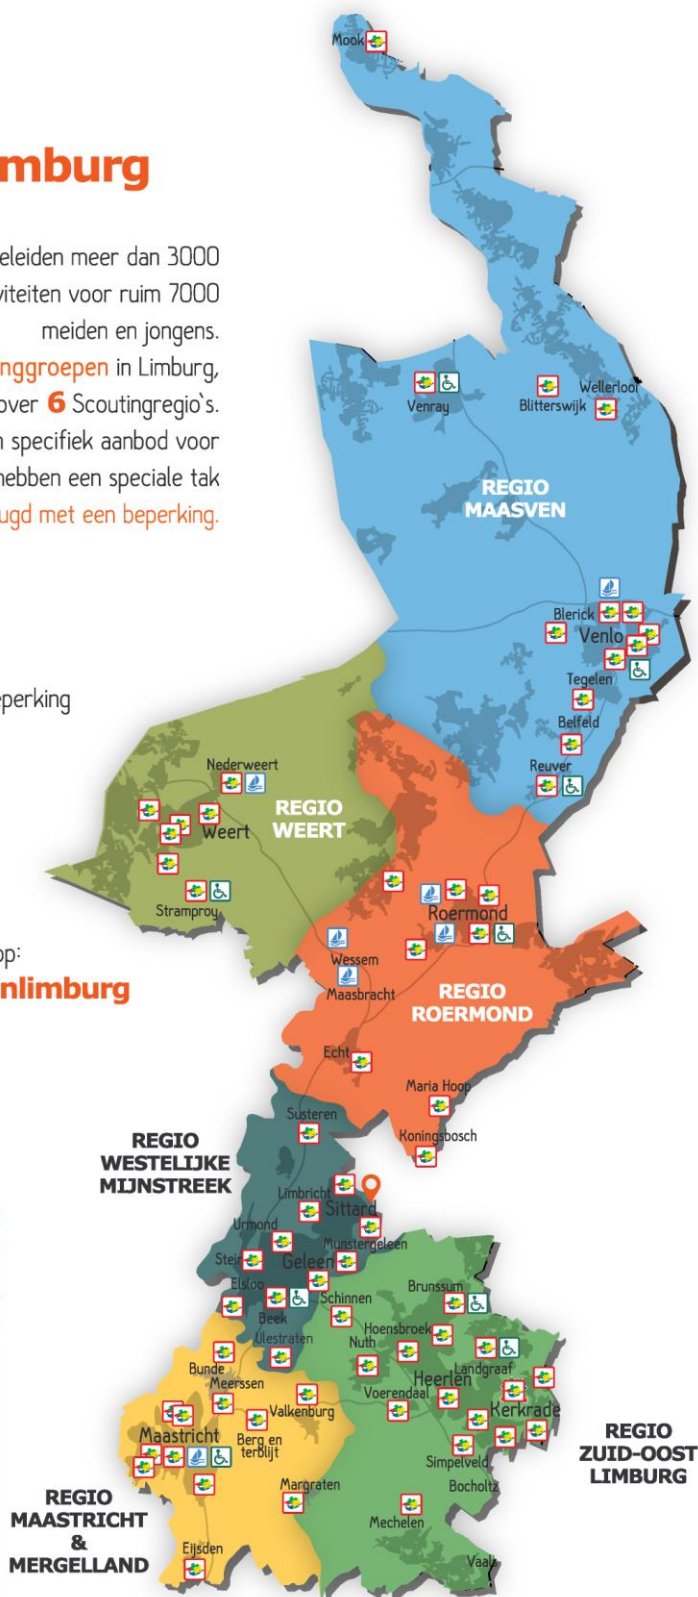 Mook
mburg
eleiden meer dan 3000
viteiten voor ruim 7000
meiden en jongens.
nggroepen in Limburg,
over 6 Scoutingregio`s.
n specifiek aanbod voor
hebben een speciale tak
ugd met een beperking.
Venray
Blitterswijk
Wellerlooi
REGIO
MAASVEN
Blerick
Venlo
Tegelen
Belfeld
Reuver
eperking
Nederweert
REGIO
WEERT
Weert
Stramproy
Roermond
Wessem
Maasbracht
REGIO
ROERMOND
op:
nlimburg
Echt
Maria Hoop
Koningsbosch
Susteren
REGIO
WESTELIJKE
MIJNSTREEK
Limbricht
Sittard
Urmond
Munstergeleen
Stein
Geleen
Elsloo
Beek
Schinnen
Brunssum
Ulestraten
Hoensbroek
Nuth
Bunde
Landgraaf
Meerssen
Heerlen
Valkenburg
Voerendaal
Kerkrade
Maastricht
Berg en
terblijt
Simpelveld
Bocholtz
REGIO
ZUID-OOST
LIMBURG
Margraten
REGIO
MAASTRICHT
&
MERGELLAND
Mechelen
Eijsden
Vaals